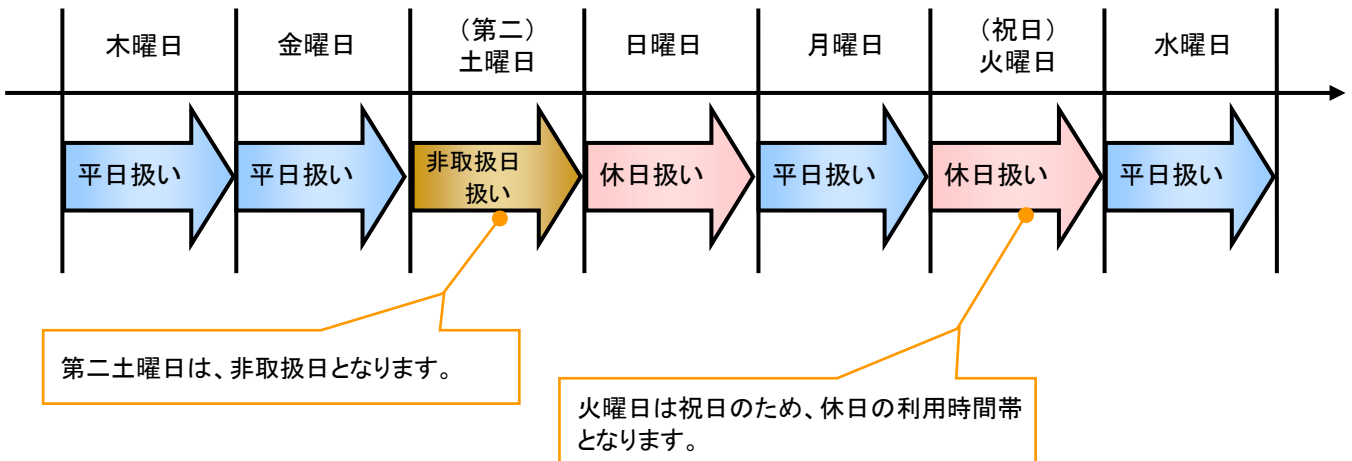 木曜日
金曜日
(第二)
土曜日
日曜日
月曜日
(祝日)
火曜日
水曜日
平日扱い
平日扱い
非取扱日
扱い
休日扱い
平日扱い
休日扱い
平日扱い
第二土曜日は、非取扱日となります。
火曜日は祝日のため、休日の利用時間帯
となります。